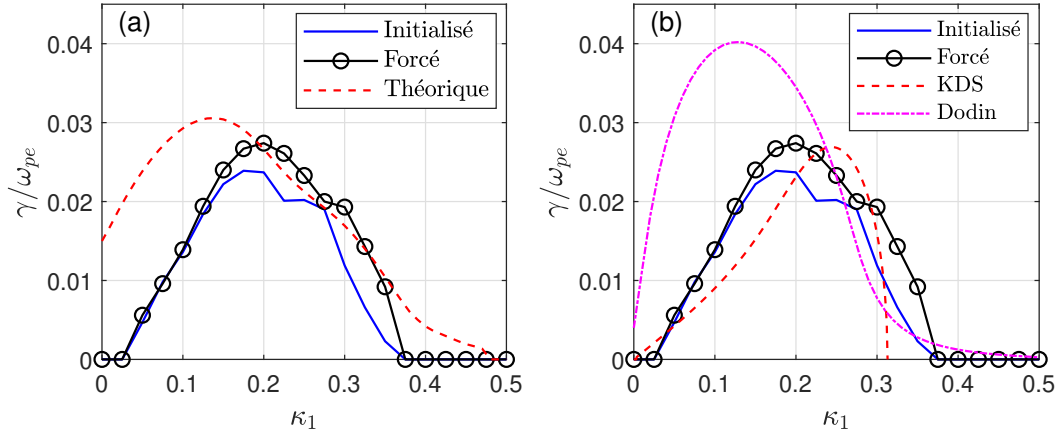 (a)
Initialisé
Forcé
Théorique
0.04
0.03
0.02
0.01
0
γ/ω_pe
0 0.1 0.2 0.3 0.4 0.5
κ₁
(b)
Initialisé
Forcé
KDS
Dodin
0.04
0.03
0.02
0.01
0
γ/ω_pe
0 0.1 0.2 0.3 0.4 0.5
κ₁